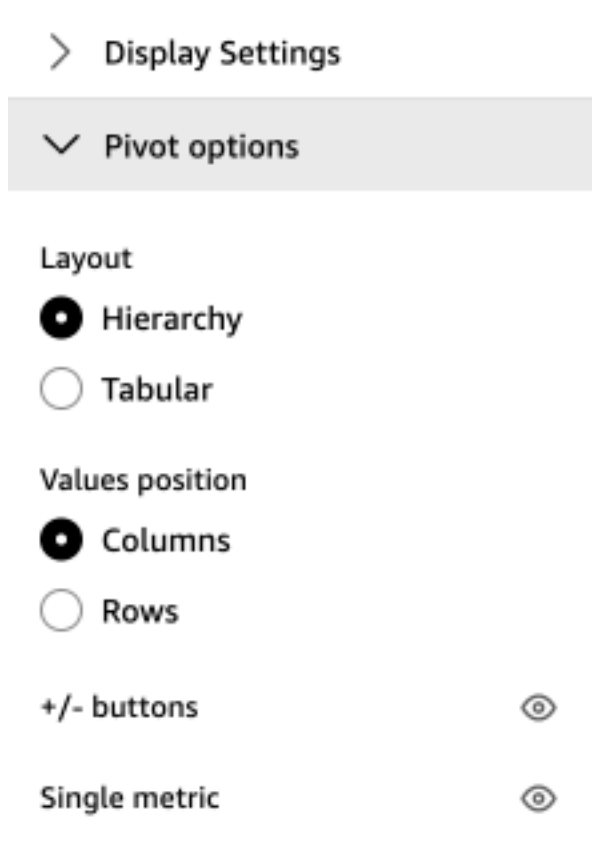 Display Settings
Pivot options
Layout
Hierarchy
Tabular
Values position
Columns
Rows
+/- buttons
Single metric